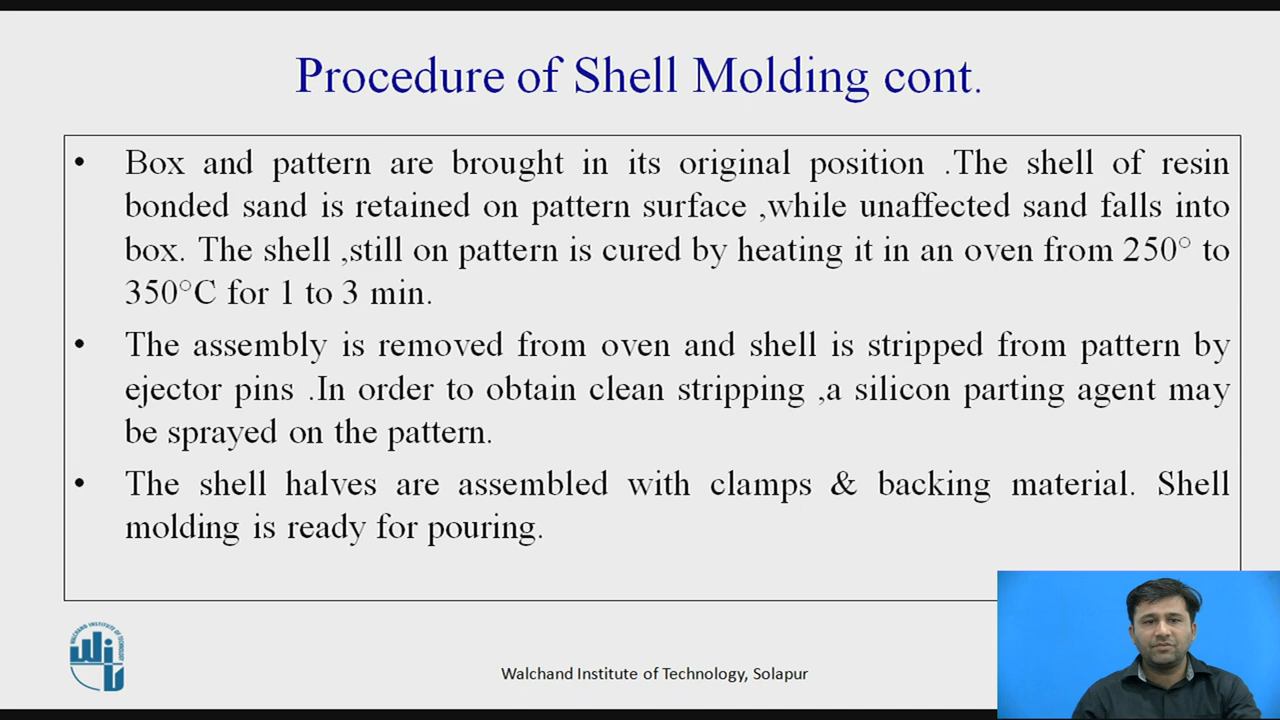 Procedure of Shell Molding cont.
• Box and pattern are brought in its original position .The shell of resin
bonded sand is retained on pattern surface ,while unaffected sand falls into
box. The shell ,still on pattern is cured by heating it in an oven from 250° to
350°C for 1 to 3 min.
• The assembly is removed from oven and shell is stripped from pattern by
ejector pins .In order to obtain clean stripping ,a silicon parting agent may
be sprayed on the pattern.
• The shell halves are assembled with clamps & backing material. Shell
molding is ready for pouring.
WALCHAND INSTITUTE OF TECHNOLOGY
Walchand Institute of Technology, Solapur